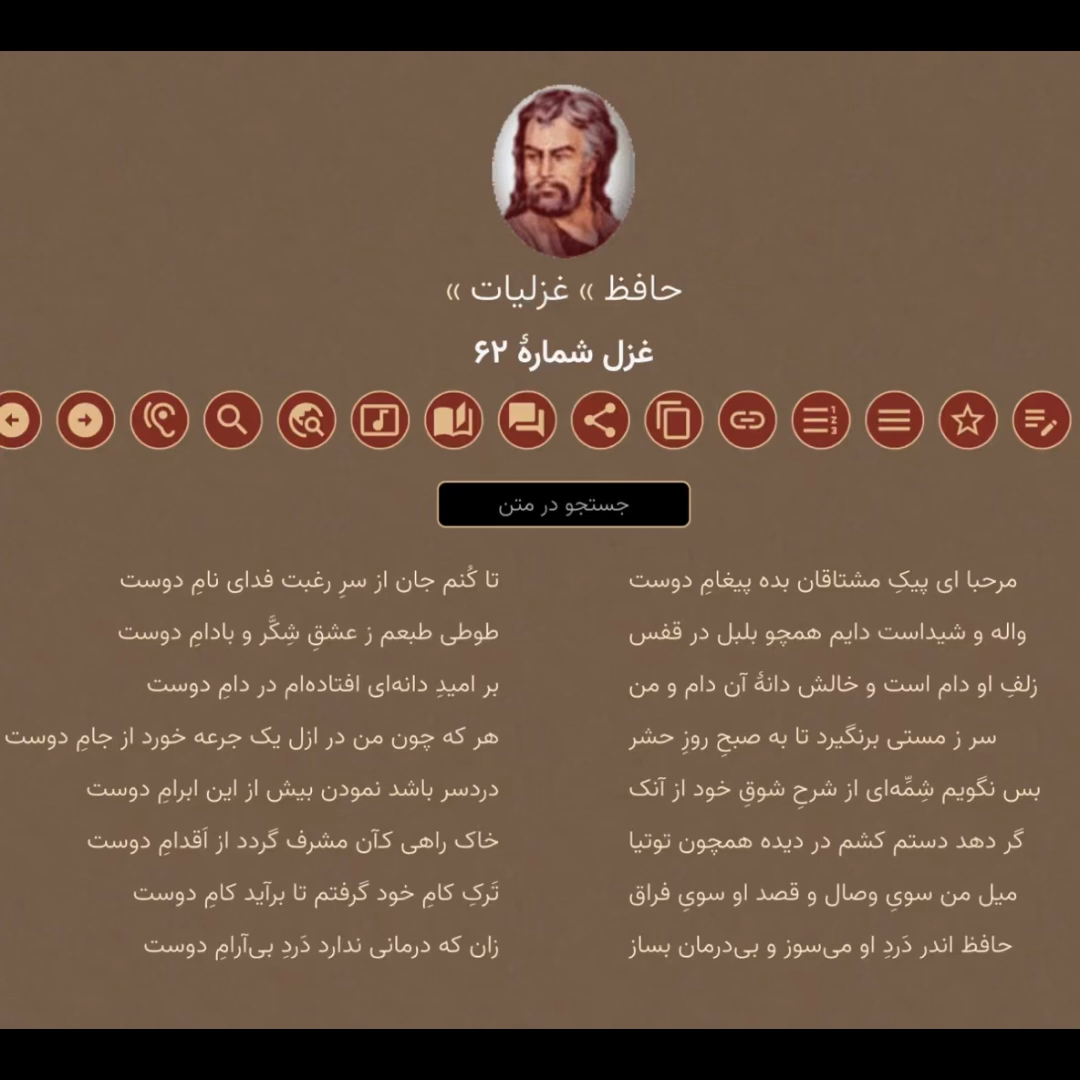 حافظ » غزلیات »
غزل شمارهٔ ۶۲
جستجو در متن
مرحبا ای پیکِ مشتاقان بده پیغامِ دوست
تا کُنم جان از سرِ رغبت فدای نامِ دوست
واله و شیداست دایم همچو بلبل در قفس
طوطی طبعم ز عشقِ شِکَّر و بادامِ دوست
زلفِ او دام است و خالش دانهٔ آن دام و من
بر امیدِ دانه‌ای افتاده‌ام در دامِ دوست
سر ز مستی برنگیرد تا به صبحِ روزِ حشر
هر که چون من در ازل یک جرعه خورد از جامِ دوست
بس نگویم شِمِّه‌ای از شرحِ شوقِ خود از آنک
دردسر باشد نمودن بیش از این ابرامِ دوست
گر دهد دستم کشم در دیده همچون توتیا
خاک راهی کآن مشرف گردد از اَقدامِ دوست
میل من سویِ وصال و قصد او سویِ فراق
تَرکِ کامِ خود گرفتم تا برآید کامِ دوست
حافظ اندر دَردِ او می‌سوز و بی‌درمان بساز
زان که درمانی ندارد دَردِ بی‌آرامِ دوست